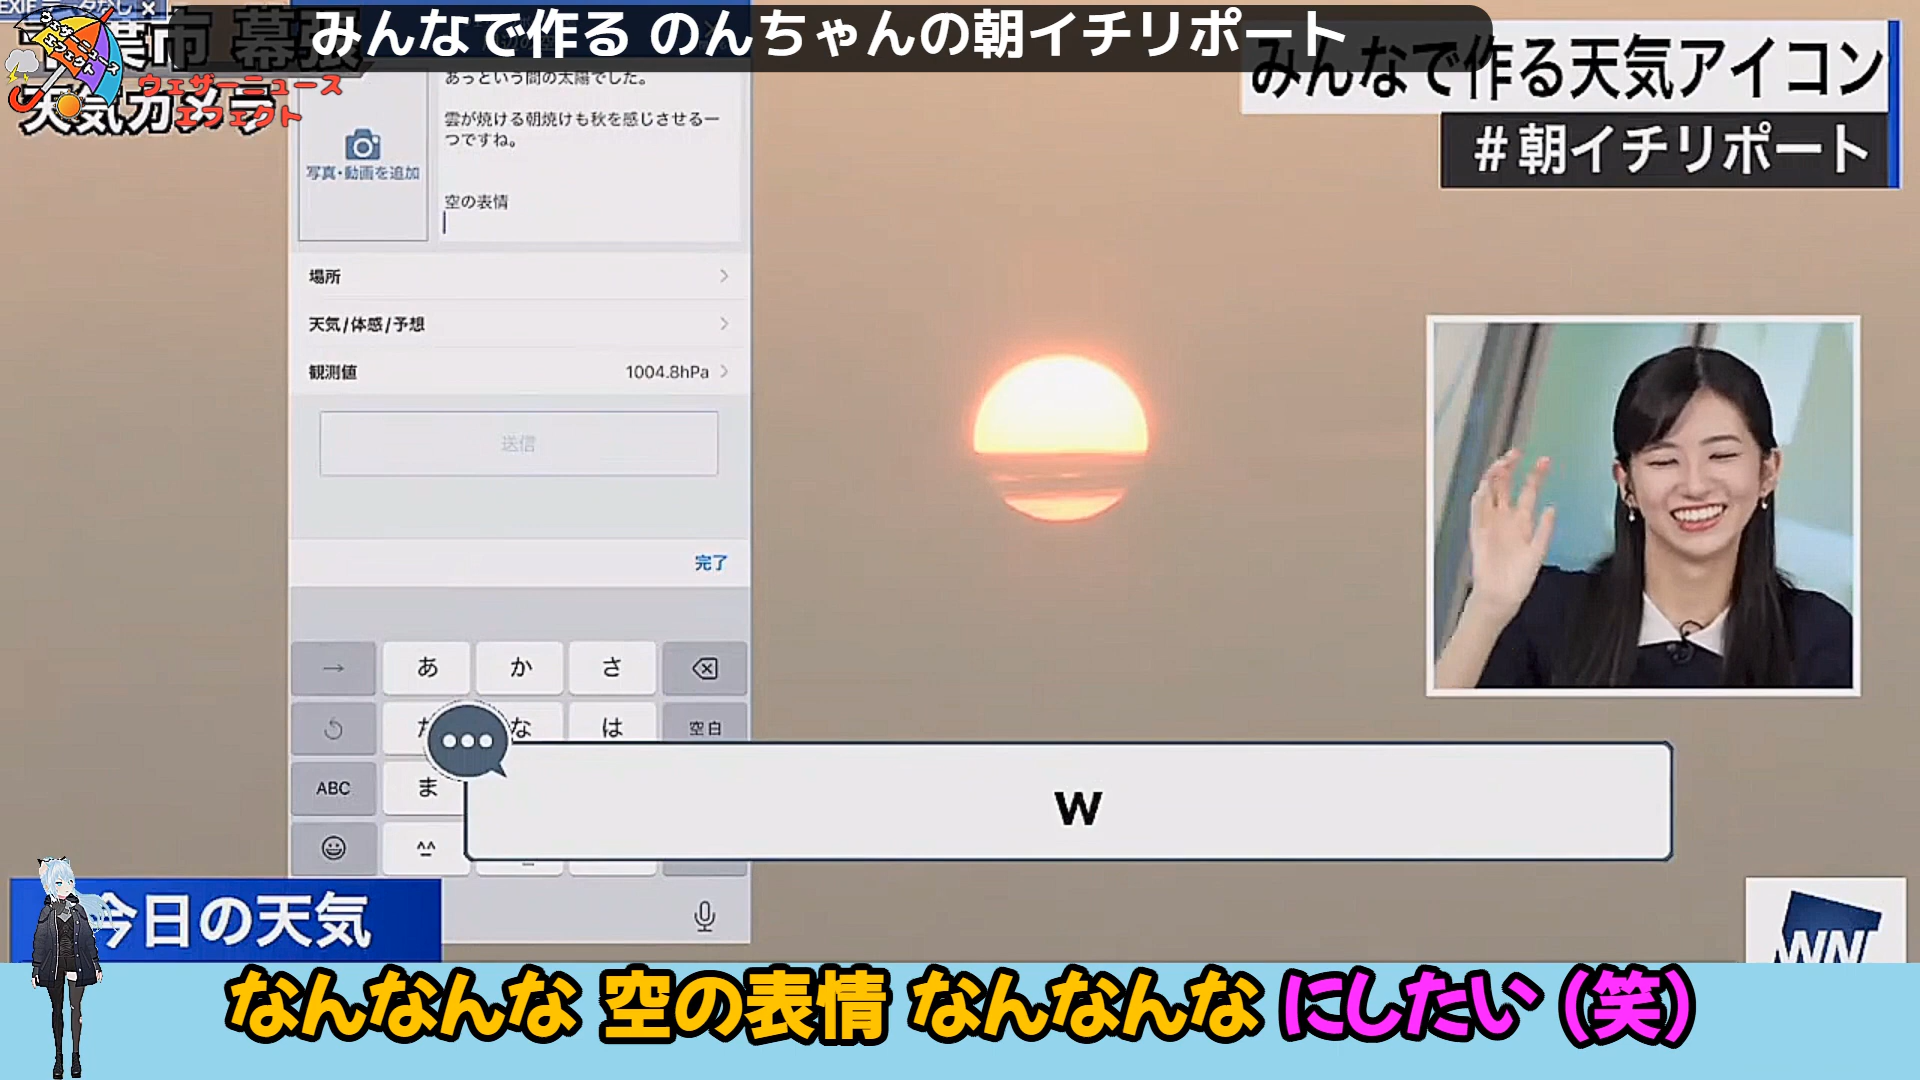 みんなで作る のんちゃんの朝イチリポート
ウェザーニュース
エフェクト
天気カメラ
みんなで作る天気アイコン
#朝イチリポート
あっという間の太陽でした。
雲が焼ける朝焼けも秋を感じさせる一
つですね。
空の表情
写真・動画を追加
場所
天気/体感/予想
観測値 1004.8hPa
送信
完了
→ あ か さ
な は 空白
ABC ま
^^
w
今日の天気
WNI
なんなんな 空の表情 なんなんな にしたい（笑）